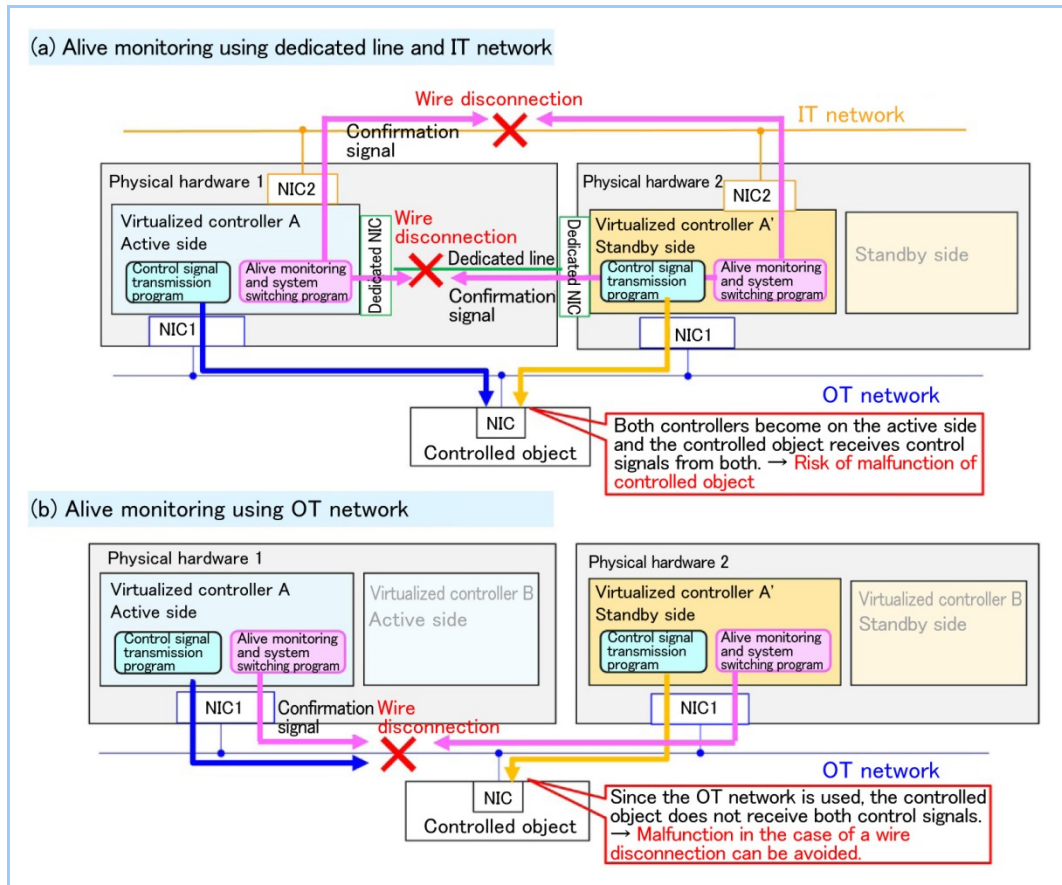 (a) Alive monitoring using dedicated line and IT network
Wire disconnection
IT network
Confirmation
signal
Physical hardware 1
NIC2
Virtualized controller A
Active side
Control signal
transmission
program
Alive monitoring
and system
switching program
Dedicated NIC
NIC1
Wire
disconnection
Dedicated line
Confirmation
signal
Physical hardware 2
NIC2
Dedicated NIC
Virtualized controller A'
Standby side
Control signal
transmission
program
Alive monitoring
and system
switching program
Standby side
NIC1
OT network
NIC
Controlled object
Both controllers become on the active side
and the controlled object receives control
signals from both. → Risk of malfunction of
controlled object
(b) Alive monitoring using OT network
Physical hardware 1
Virtualized controller A
Active side
Control signal
transmission
program
Alive monitoring
and system
switching program
Virtualized controller B
Active side
NIC1
Confirmation
signal
Wire
disconnection
Physical hardware 2
Virtualized controller A'
Standby side
Control signal
transmission
program
Alive monitoring
and system
switching program
Virtualized controller B
Standby side
NIC1
OT network
NIC
Controlled object
Since the OT network is used, the controlled
object does not receive both control signals.
→ Malfunction in the case of a wire
disconnection can be avoided.